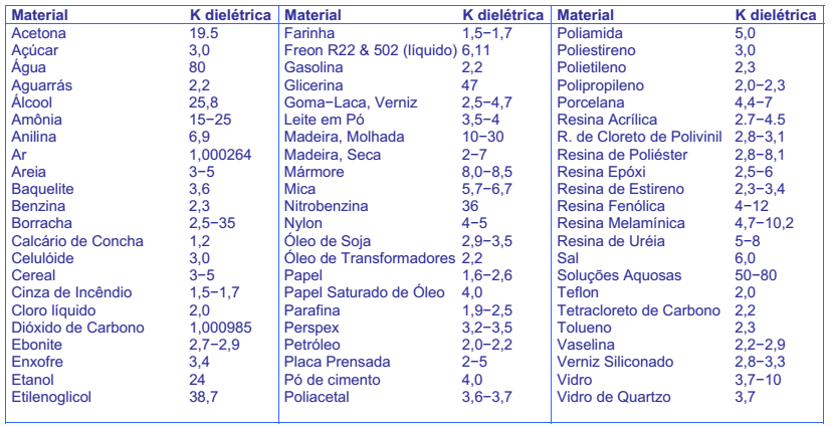 Material K dielétrica Material K dielétrica Material K dielétrica
Acetona 19.5 Farinha 1,5−1,7 Poliamida 5,0
Açúcar 3,0 Freon R22 & 502 (líquido) 6,11 Poliestireno 3,0
Água 80 Gasolina 2,2 Polietileno 2,3
Aguarrás 2,2 Glicerina 47 Polipropileno 2,0−2,3
Álcool 25,8 Goma−Laca, Verniz 2,5−4,7 Porcelana 4,4−7
Amônia 15−25 Leite em Pó 3,5−4 Resina Acrílica 2.7−4.5
Anilina 6,9 Madeira, Molhada 10−30 R. de Cloreto de Polivinil 2,8−3,1
Ar 1,000264 Madeira, Seca 2−7 Resina de Poliéster 2,8−8,1
Areia 3−5 Mármore 8,0−8,5 Resina Epóxi 2,5−6
Baquelite 3,6 Mica 5,7−6,7 Resina de Estireno 2,3−3,4
Benzina 2,3 Nitrobenzina 36 Resina Fenólica 4−12
Borracha 2,5−35 Nylon 4−5 Resina Melamínica 4,7−10,2
Calcário de Concha 1,2 Óleo de Soja 2,9−3,5 Resina de Uréia 5−8
Celulóide 3,0 Óleo de Transformadores 2,2 Sal 6,0
Cereal 3−5 Papel 1,6−2,6 Soluções Aquosas 50−80
Cinza de Incêndio 1,5−1,7 Papel Saturado de Óleo 4,0 Teflon 2,0
Cloro líquido 2,0 Parafina 1,9−2,5 Tetracloreto de Carbono 2,2
Dióxido de Carbono 1,000985 Perspex 3,2−3,5 Tolueno 2,3
Ebonite 2,7−2,9 Petróleo 2,0−2,2 Vaselina 2,2−2,9
Enxofre 3,4 Placa Prensada 2−5 Verniz Siliconado 2,8−3,3
Etanol 24 Pó de cimento 4,0 Vidro 3,7−10
Etilenoglicol 38,7 Poliacetal 3,6−3,7 Vidro de Quartzo 3,7